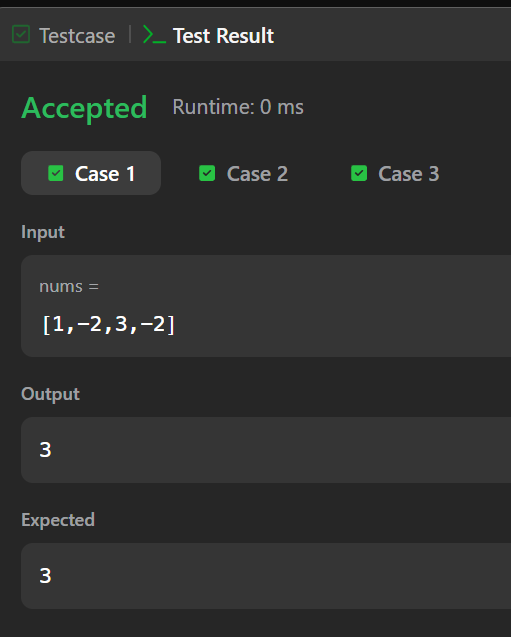 Testcase | Test Result
Accepted Runtime: 0 ms
Case 1 Case 2 Case 3
Input
nums =
[1,-2,3,-2]
Output
3
Expected
3